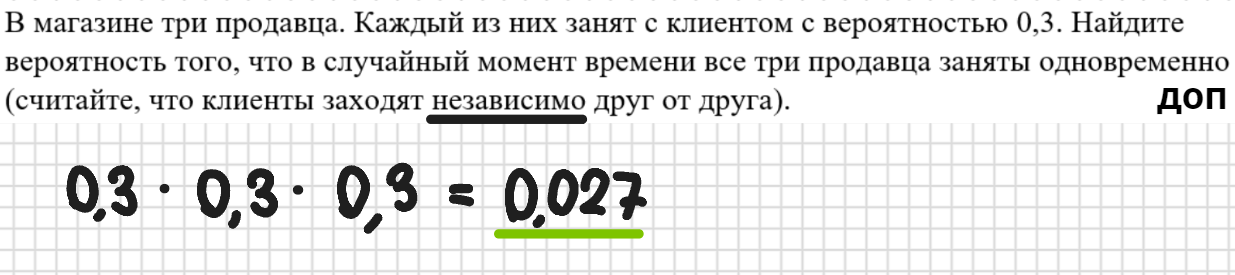 В магазине три продавца. Каждый из них занят с клиентом с вероятностью 0,3. Найдите
вероятность того, что в случайный момент времени все три продавца заняты одновременно
(считайте, что клиенты заходят независимо друг от друга).
доп
0,3 · 0,3 · 0,3 = 0,027